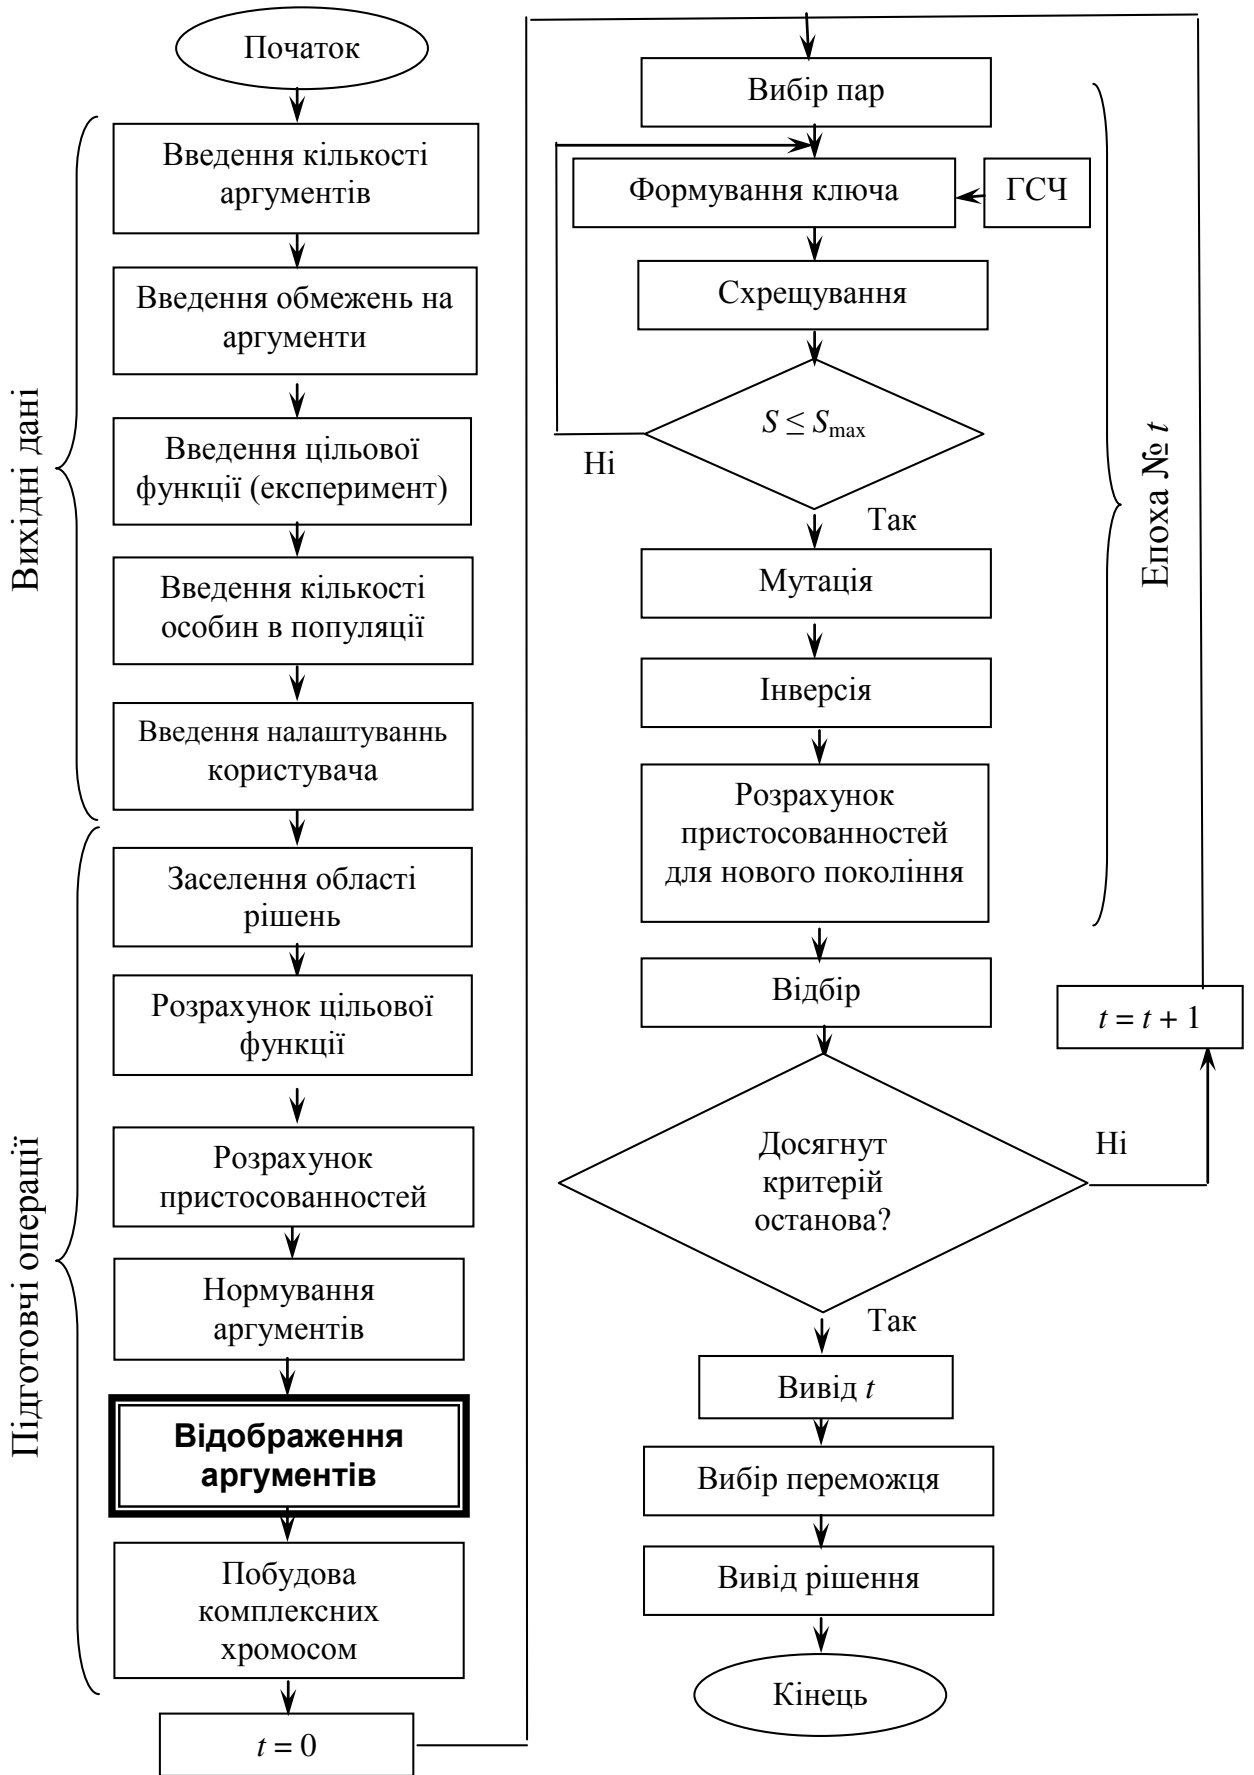 Початок
Вихідні дані
Введення кількості
аргументів
Введення обмежень на
аргументи
Введення цільової
функції (експеримент)
Введення кількості
особин в популяції
Введення налаштуваннь
користувача
Підготовчі операції
Заселення області
рішень
Розрахунок цільової
функції
Розрахунок
пристосованностей
Нормування
аргументів
Відображення
аргументів
Побудова
комплексних
хромосом
t = 0
Вибір пар
Формування ключа
ГСЧ
Схрещування
S ≤ Smax
Ні
Так
Мутація
Інверсія
Розрахунок
пристосованностей
для нового покоління
Епоха № t
Відбір
t = t + 1
Досягнут
критерій
останова?
Ні
Так
Вивід t
Вибір переможця
Вивід рішення
Кінець